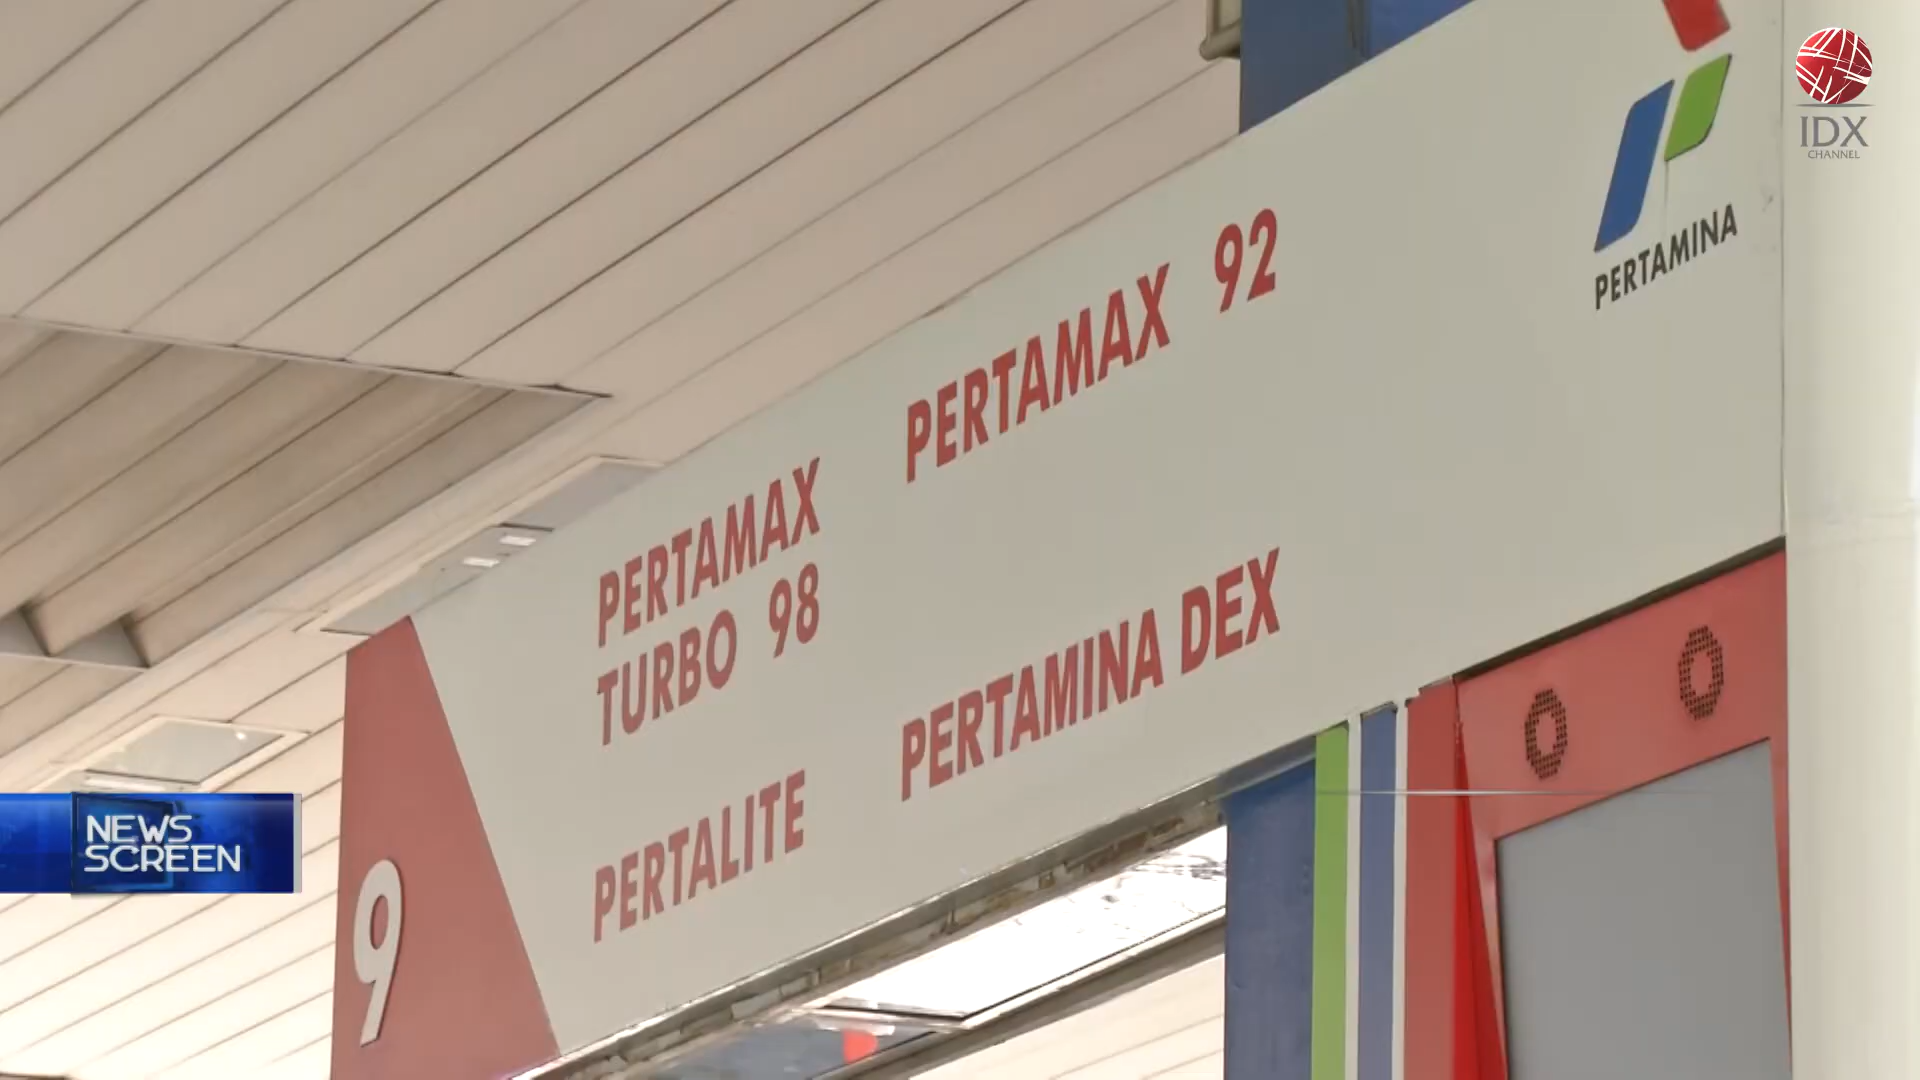 IDX
CHANNEL
PERTAMINA
PERTAMAX 92
PERTAMAX
TURBO 98
PERTAMINA DEX
PERTALITE
9
NEWS
SCREEN